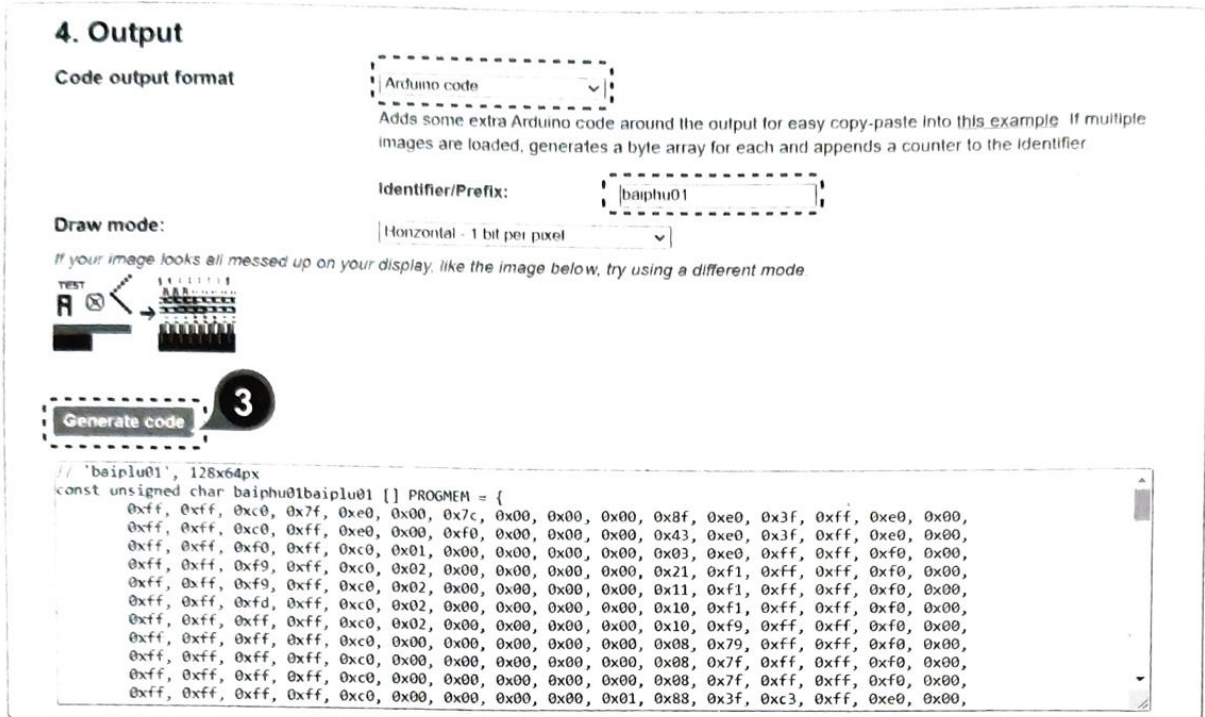 4. Output
Code output format
Arduino code
Adds some extra Arduino code around the output for easy copy-paste into this example. If multiple
images are loaded, generates a byte array for each and appends a counter to the identifier
Identifier/Prefix:
baiphu01
Draw mode:
Horizontal - 1 bit per pixel
If your image looks all messed up on your display, like the image below, try using a different mode.
TEST
A
3
Generate code
// 'baiplu01', 128x64px
const unsigned char baiphu01baiplu01 [] PROGMEM = {
0xff, 0xff, 0xc0, 0x7f, 0xe0, 0x00, 0x7c, 0x00, 0x00, 0x00, 0x8f, 0xe0, 0x3f, 0xff, 0xe0, 0x00,
0xff, 0xff, 0xc0, 0xff, 0xe0, 0x00, 0xf0, 0x00, 0x00, 0x00, 0x43, 0xe0, 0x3f, 0xff, 0xe0, 0x00,
0xff, 0xff, 0xf0, 0xff, 0xc0, 0x01, 0x00, 0x00, 0x00, 0x00, 0x03, 0xe0, 0xff, 0xff, 0xf0, 0x00,
0xff, 0xff, 0xf9, 0xff, 0xc0, 0x02, 0x00, 0x00, 0x00, 0x00, 0x21, 0xf1, 0xff, 0xff, 0xf0, 0x00,
0xff, 0xff, 0xf9, 0xff, 0xc0, 0x02, 0x00, 0x00, 0x00, 0x00, 0x11, 0xf1, 0xff, 0xff, 0xf0, 0x00,
0xff, 0xff, 0xfd, 0xff, 0xc0, 0x02, 0x00, 0x00, 0x00, 0x00, 0x10, 0xf1, 0xff, 0xff, 0xf0, 0x00,
0xff, 0xff, 0xff, 0xff, 0xc0, 0x02, 0x00, 0x00, 0x00, 0x00, 0x10, 0xf9, 0xff, 0xff, 0xf0, 0x00,
0xff, 0xff, 0xff, 0xff, 0xc0, 0x00, 0x00, 0x00, 0x00, 0x00, 0x08, 0x79, 0xff, 0xff, 0xf0, 0x00,
0xff, 0xff, 0xff, 0xff, 0xc0, 0x00, 0x00, 0x00, 0x00, 0x00, 0x08, 0x7f, 0xff, 0xff, 0xf0, 0x00,
0xff, 0xff, 0xff, 0xff, 0xc0, 0x00, 0x00, 0x00, 0x00, 0x00, 0x08, 0x7f, 0xff, 0xff, 0xf0, 0x00,
0xff, 0xff, 0xff, 0xff, 0xc0, 0x00, 0x00, 0x00, 0x00, 0x01, 0x88, 0x3f, 0xc3, 0xff, 0xe0, 0x00,